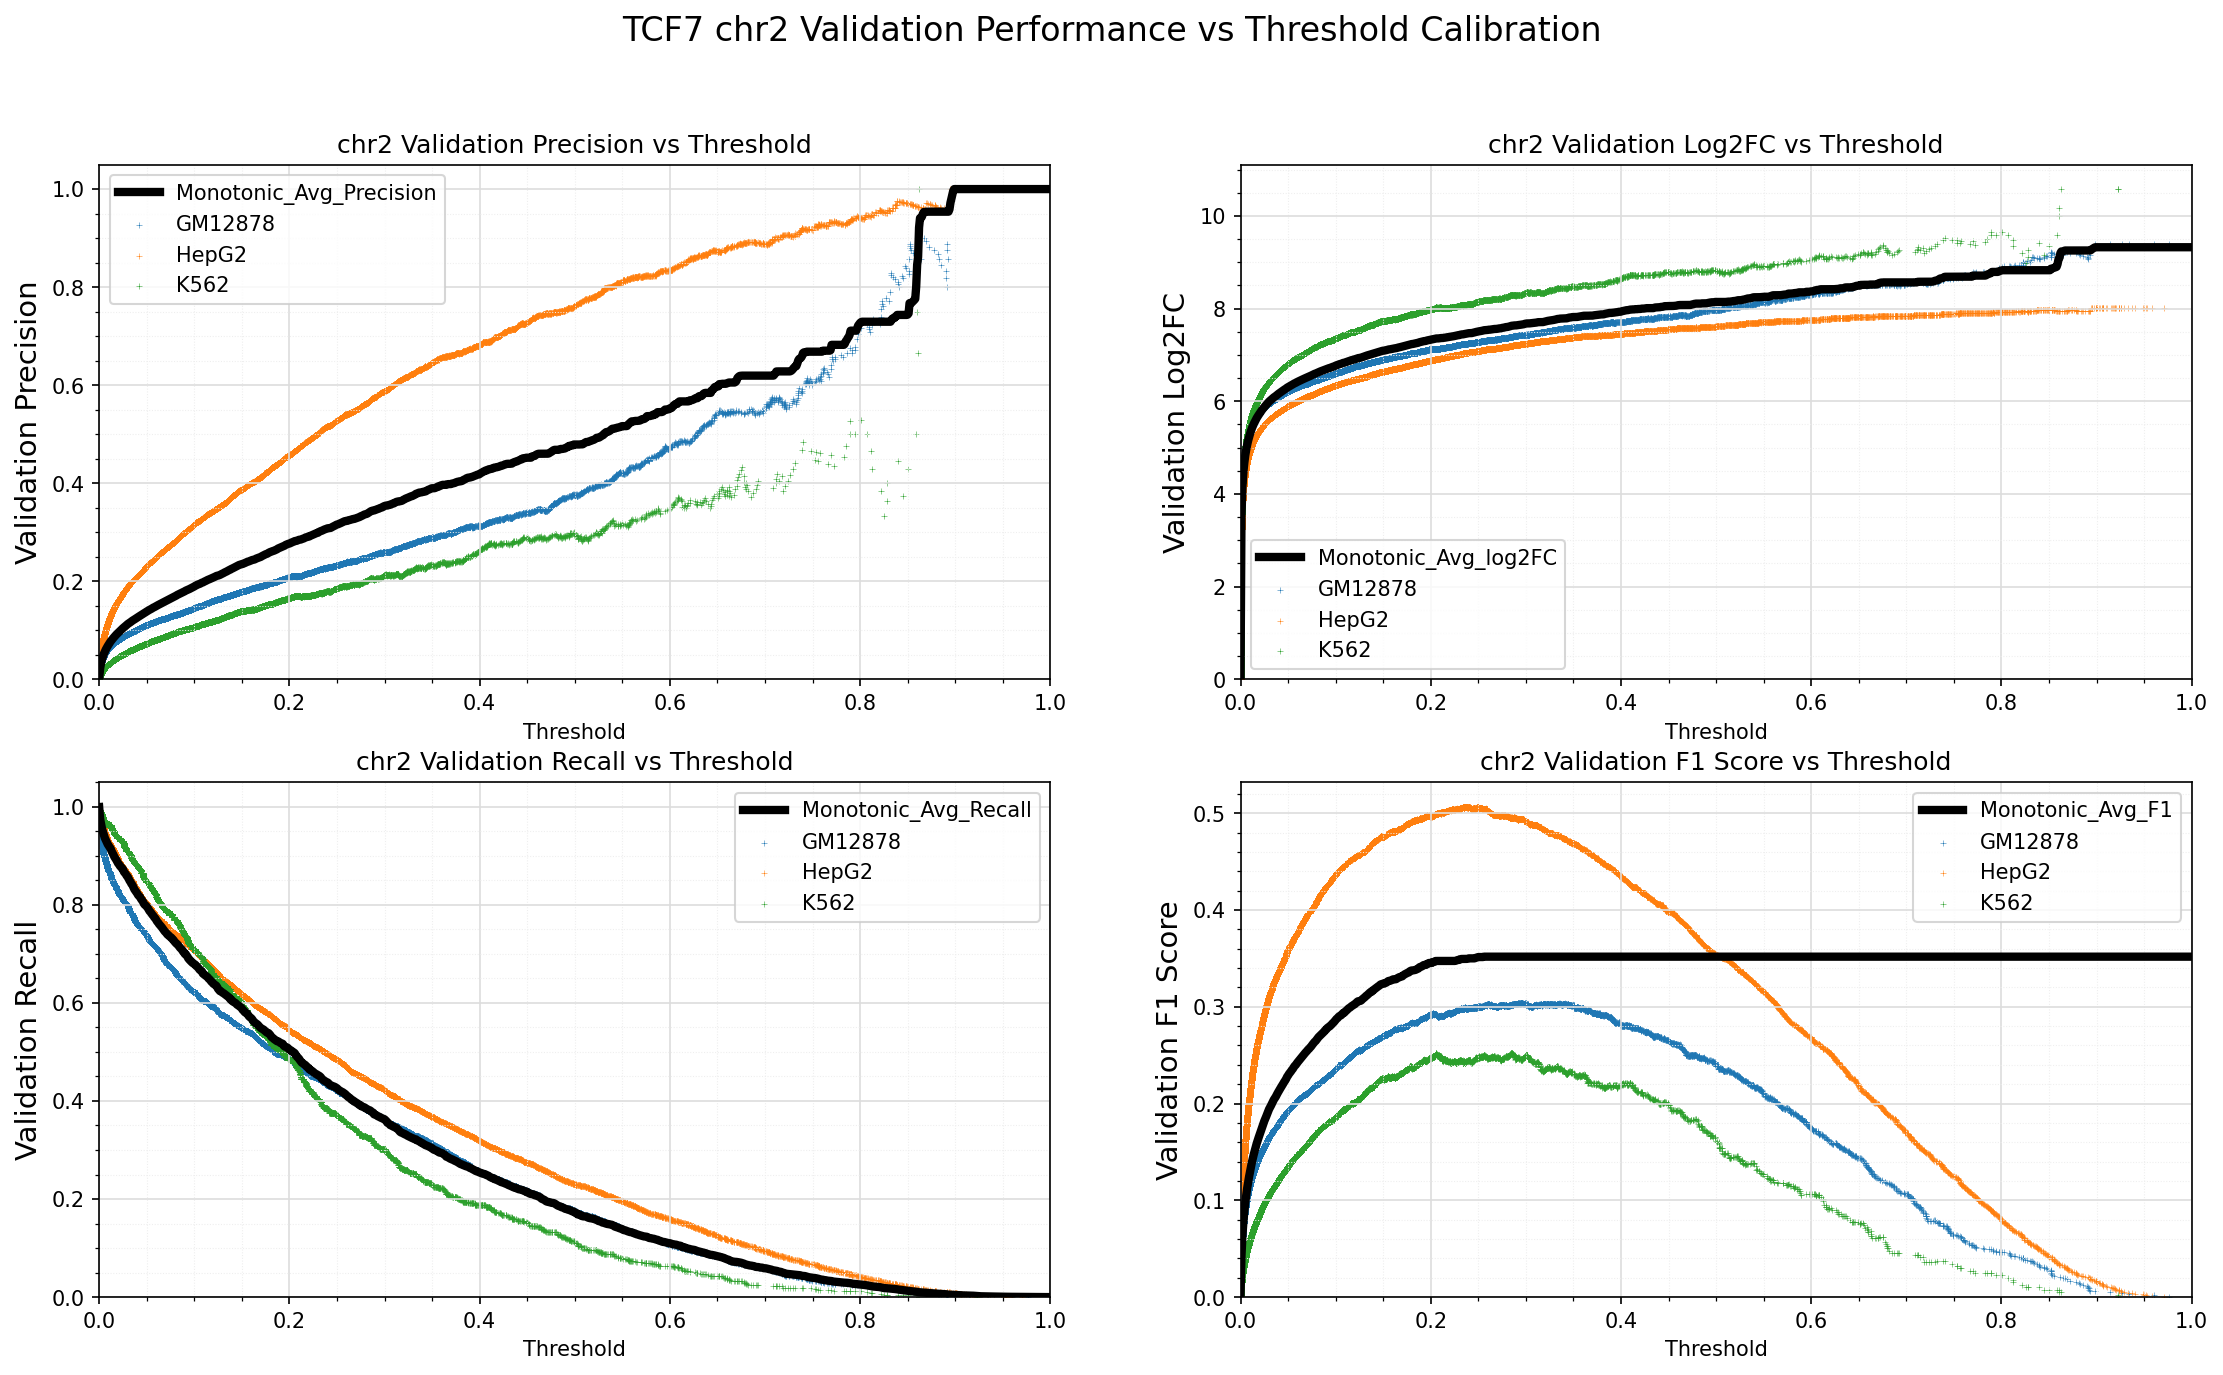 TCF7 chr2 Validation Performance vs Threshold Calibration
chr2 Validation Precision vs Threshold
Validation Precision
1.0
0.8
0.6
0.4
0.2
0.0
Monotonic_Avg_Precision
GM12878
HepG2
K562
0.0 0.2 0.4 0.6 0.8 1.0
Threshold
chr2 Validation Log2FC vs Threshold
Validation Log2FC
10
8
6
4
2
0
Monotonic_Avg_log2FC
GM12878
HepG2
K562
0.0 0.2 0.4 0.6 0.8 1.0
Threshold
chr2 Validation Recall vs Threshold
Validation Recall
1.0
0.8
0.6
0.4
0.2
0.0
Monotonic_Avg_Recall
GM12878
HepG2
K562
0.0 0.2 0.4 0.6 0.8 1.0
Threshold
chr2 Validation F1 Score vs Threshold
Validation F1 Score
0.5
0.4
0.3
0.2
0.1
0.0
Monotonic_Avg_F1
GM12878
HepG2
K562
0.0 0.2 0.4 0.6 0.8 1.0
Threshold